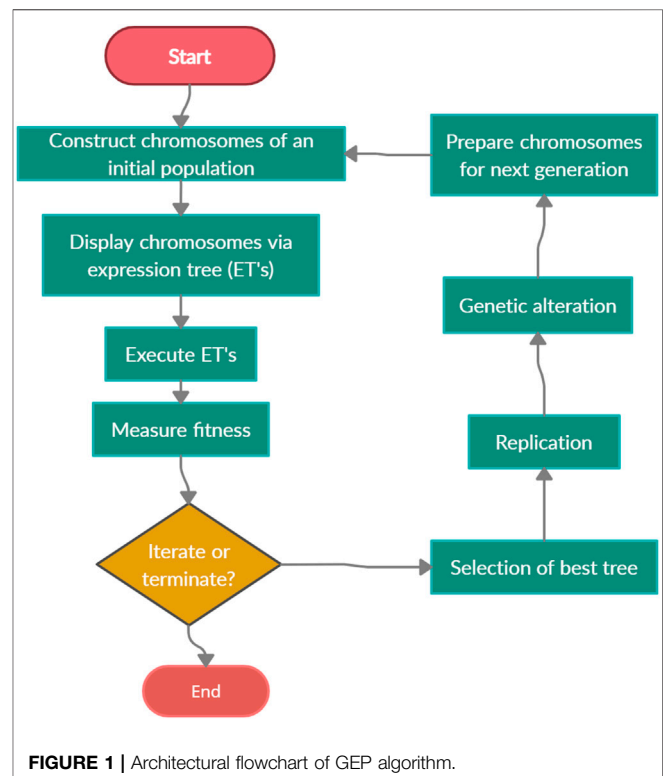 Start
Construct chromosomes of an
initial population
Display chromosomes via
expression tree (ET's)
Execute ET's
Measure fitness
Iterate or
terminate?
End
Selection of best tree
Replication
Genetic alteration
Prepare chromosomes
for next generation
FIGURE 1 | Architectural flowchart of GEP algorithm.